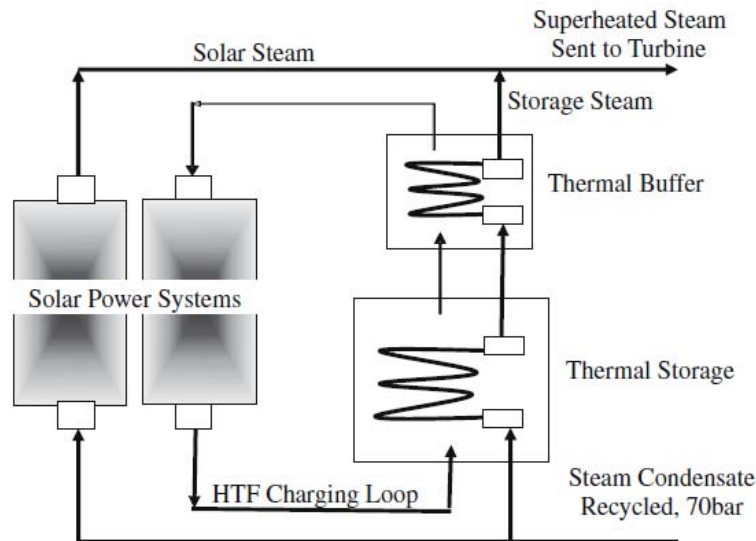 Superheated Steam
Sent to Turbine
Solar Steam
Storage Steam
Thermal Buffer
Solar Power Systems
Thermal Storage
HTF Charging Loop
Steam Condensate
Recycled, 70bar